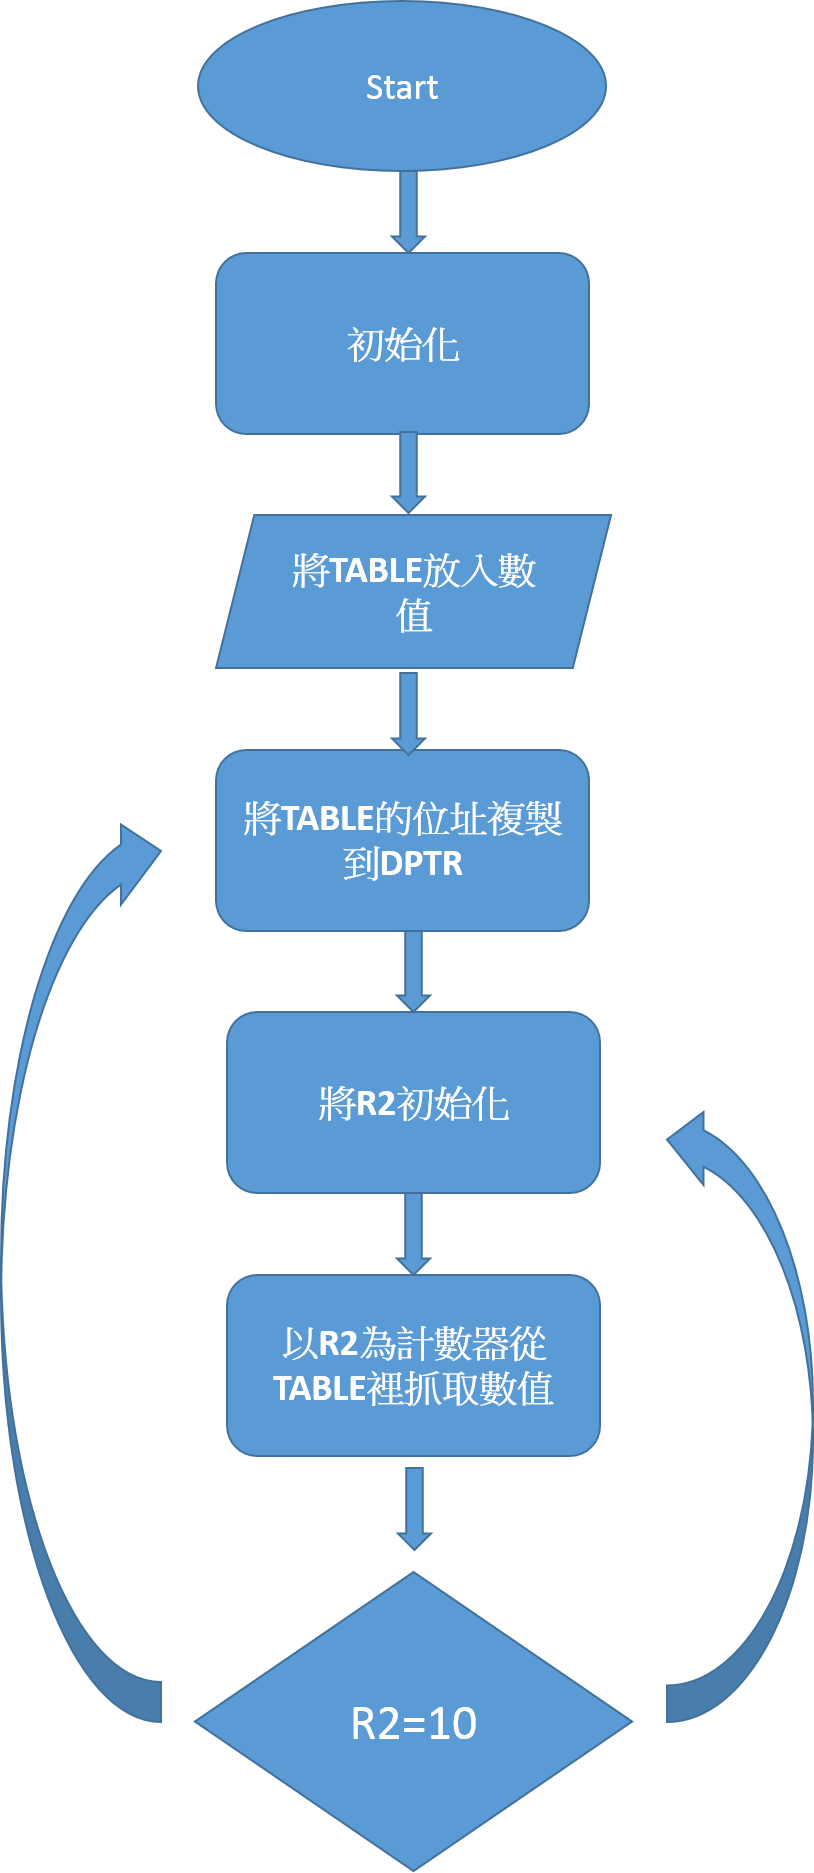 Start
初始化
將TABLE放入數
值
將TABLE的位址複製
到DPTR
將R2初始化
以R2為計數器從
TABLE裡抓取數值
R2=10